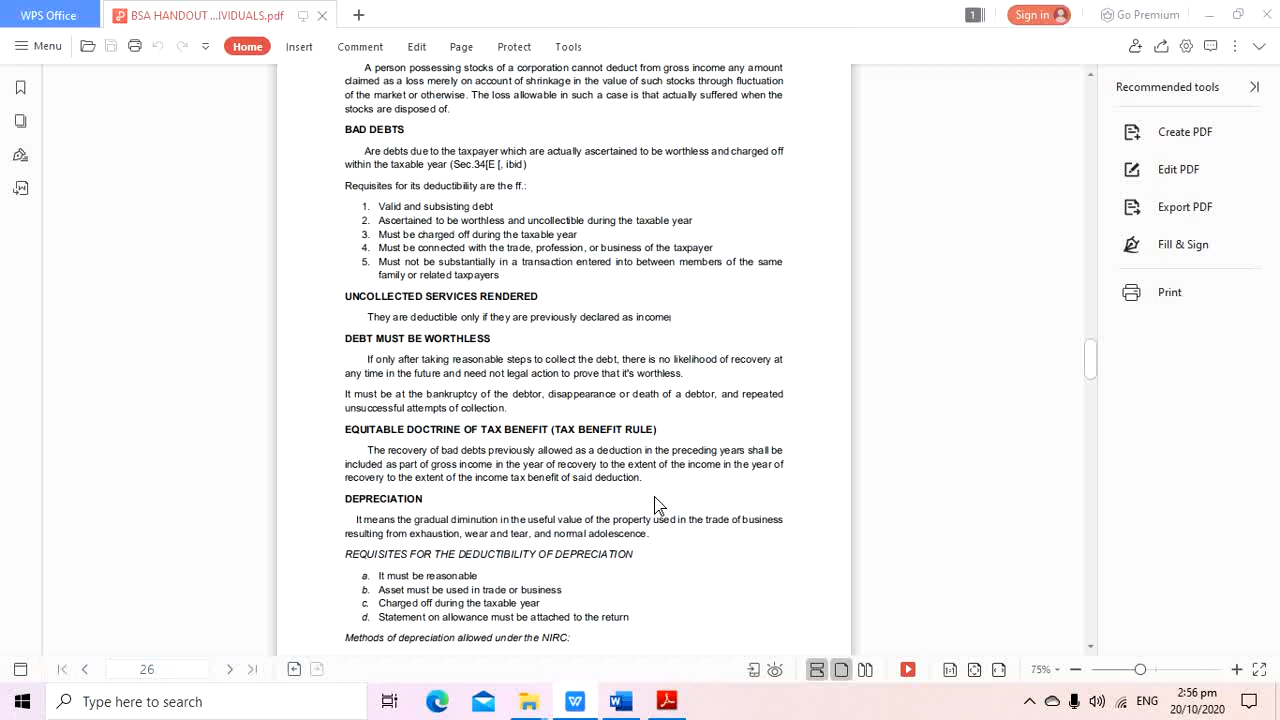 WPS Office
BSA HANDOUT ...IVIDUALS.pdf
1
Sign in
Go Premium
Menu
Home
Insert
Comment
Edit
Page
Protect
Tools
A person possessing stocks of a corporation cannot deduct from gross income any amount
claimed as a loss merely on account of shrinkage in the value of such stocks through fluctuation
of the market or otherwise. The loss allowable in such a case is that actually suffered when the
stocks are disposed of.
BAD DEBTS
Are debts due to the taxpayer which are actually ascertained to be worthless and charged off
within the taxable year (Sec.34[E [, ibid)
Requisites for its deductibility are the ff.:
1. Valid and subsisting debt
2. Ascertained to be worthless and uncollectible during the taxable year
3. Must be charged off during the taxable year
4. Must be connected with the trade, profession, or business of the taxpayer
5. Must not be substantially in a transaction entered into between members of the same
family or related taxpayers
UNCOLLECTED SERVICES RENDERED
They are deductible only if they are previously declared as income
DEBT MUST BE WORTHLESS
If only after taking reasonable steps to collect the debt, there is no likelihood of recovery at
any time in the future and need not legal action to prove that it's worthless.
It must be at the bankruptcy of the debtor, disappearance or death of a debtor, and repeated
unsuccessful attempts of collection.
EQUITABLE DOCTRINE OF TAX BENEFIT (TAX BENEFIT RULE)
The recovery of bad debts previously allowed as a deduction in the preceding years shall be
included as part of gross income in the year of recovery to the extent of the income in the year of
recovery to the extent of the income tax benefit of said deduction.
DEPRECIATION
It means the gradual diminution in the useful value of the property used in the trade of business
resulting from exhaustion, wear and tear, and normal adolescence.
REQUISITES FOR THE DEDUCTIBILITY OF DEPRECIATION
a. It must be reasonable
b. Asset must be used in trade or business
c. Charged off during the taxable year
d. Statement on allowance must be attached to the return
Methods of depreciation allowed under the NIRC:
Recommended tools
Create PDF
Edit PDF
Export PDF
Fill & Sign
Print
26
75%
Type here to search
ENG
2:56 pm
20/10/2020